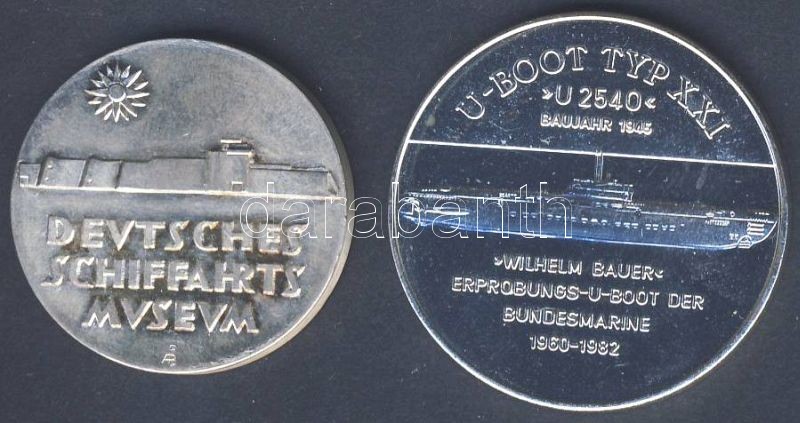 DEVTSCHES
SCHIFFAHRTS
MVSEVM
U-BOOT TYP XXI
»U 2540«
BAUJAHR 1945
»WILHELM BAUER«
ERPROBUNGS-U-BOOT DER
BUNDESMARINE
1960-1982
darabanth